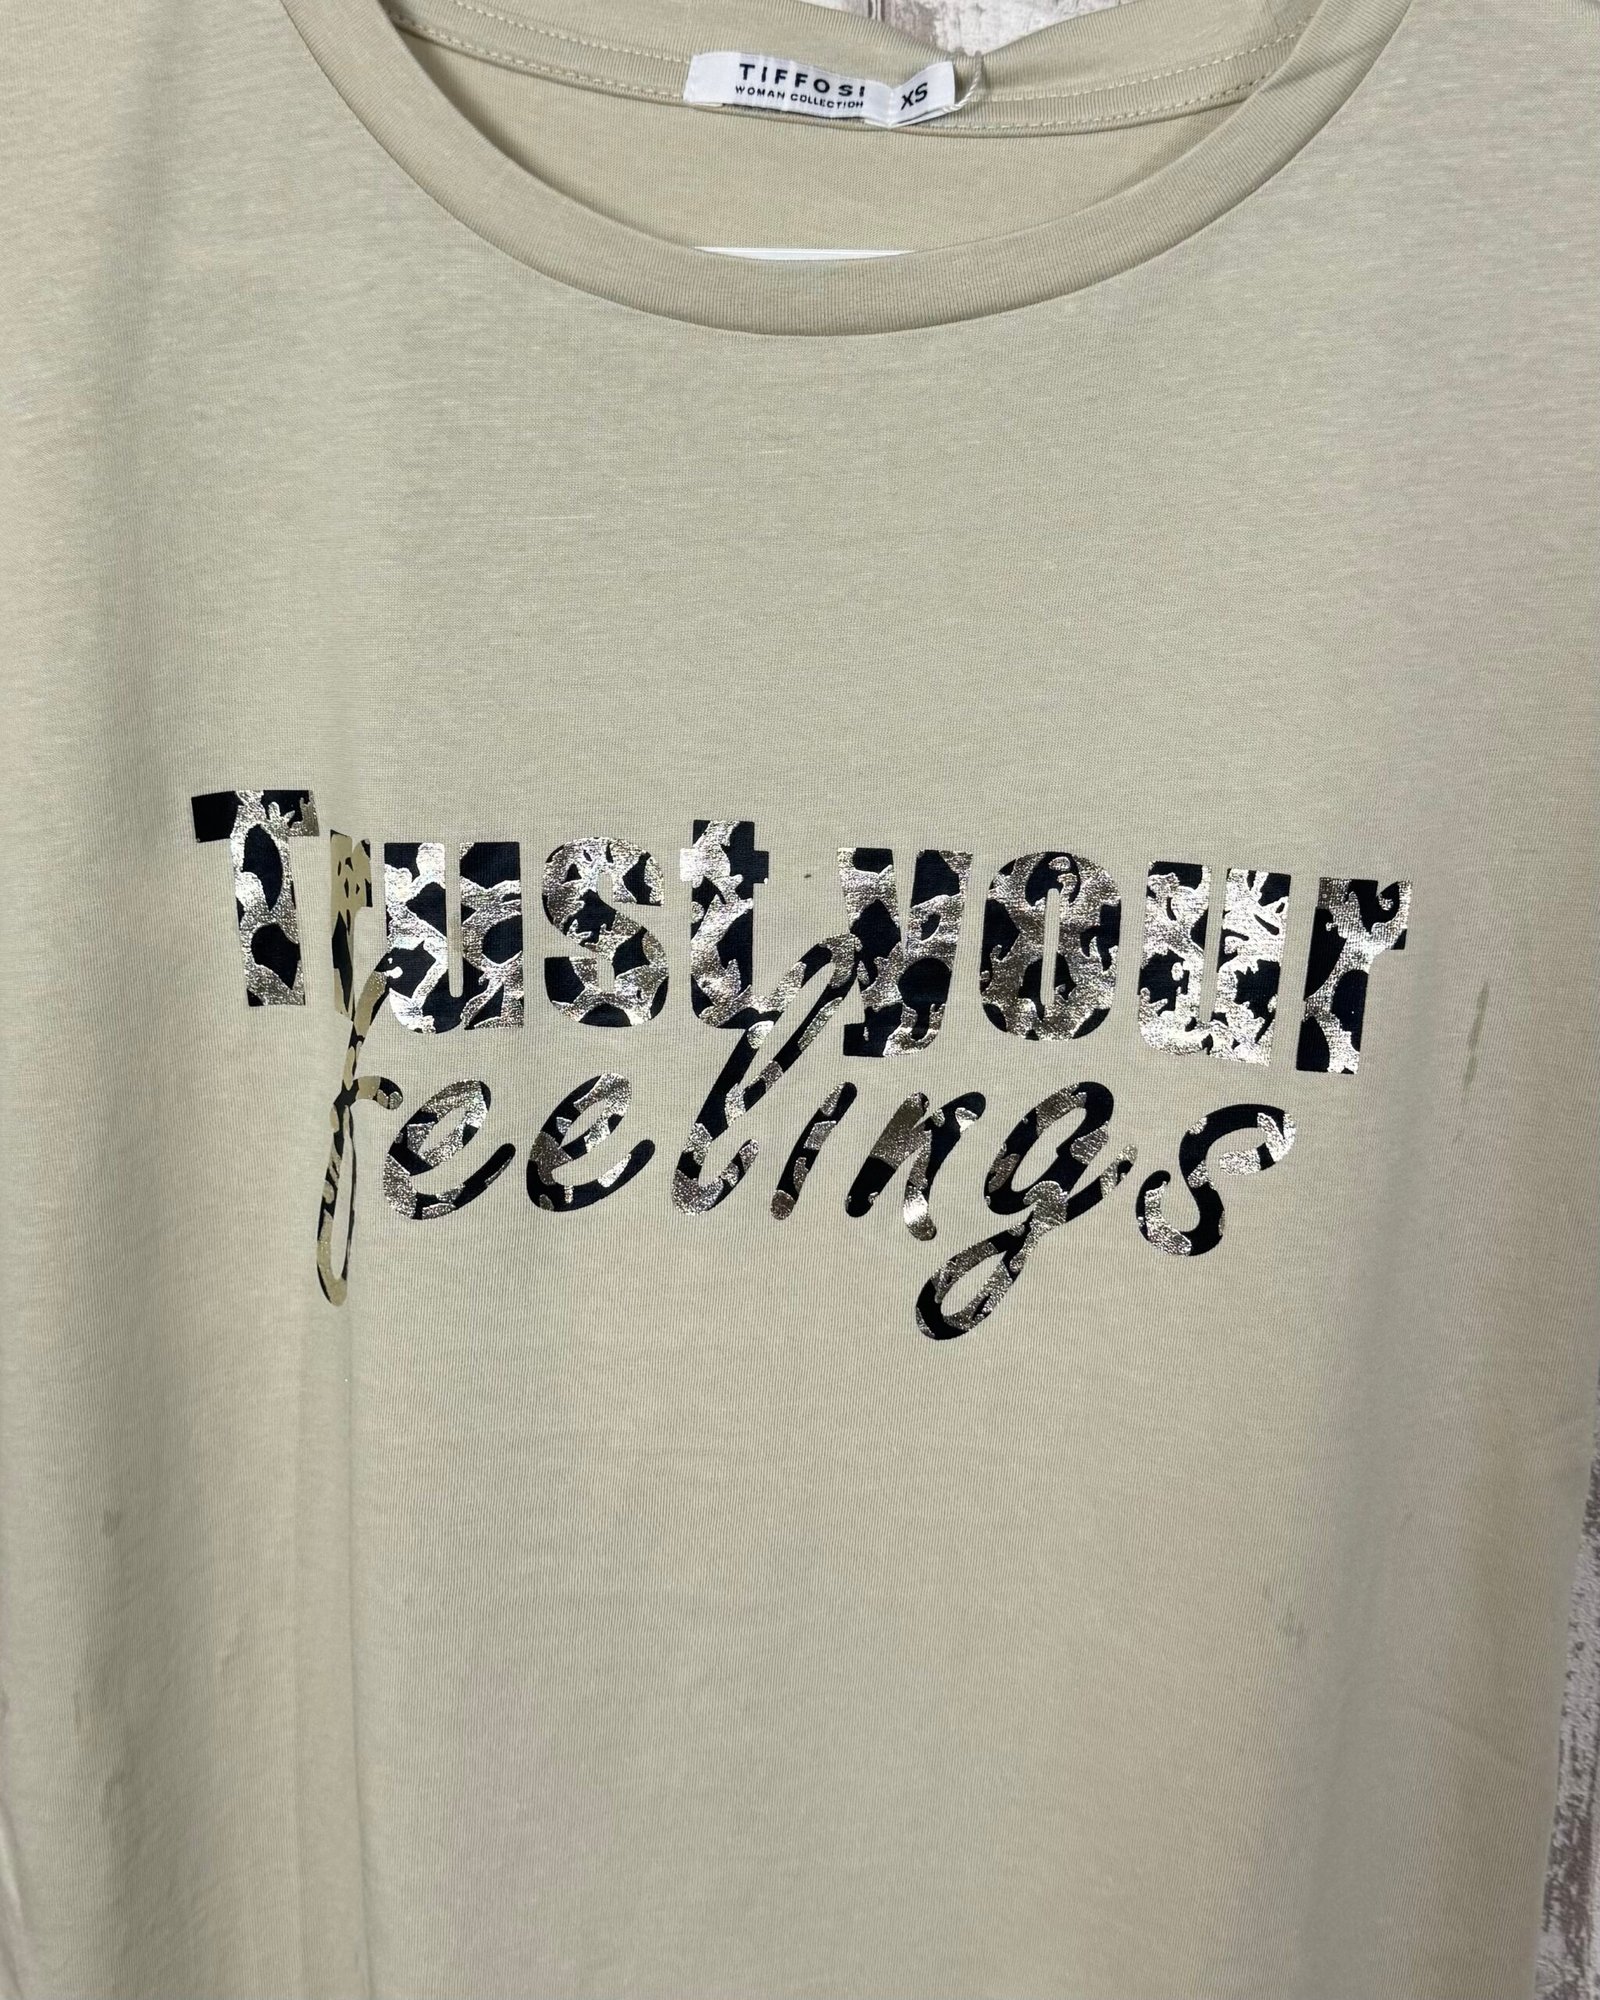 TIFFOSI
WOMAN COLLECTION
XS
Trust your
feelings